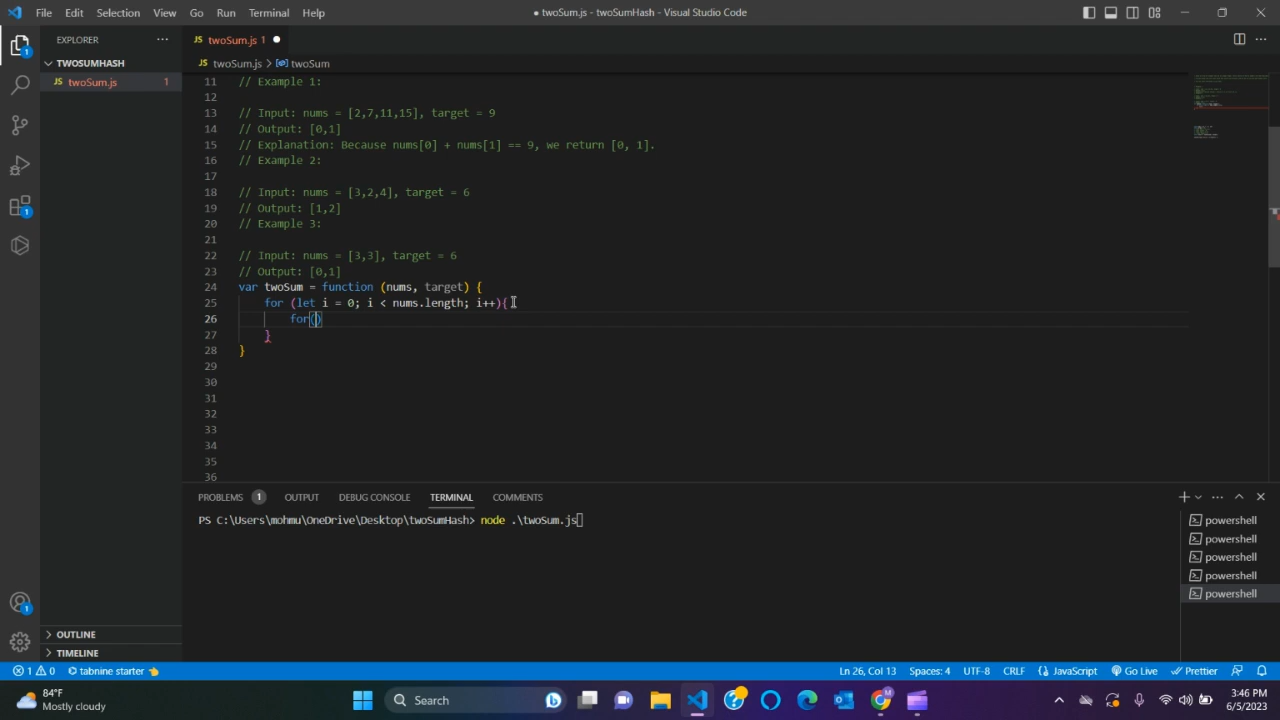 File Edit Selection View Go Run Terminal Help
● twoSum.js - twoSumHash - Visual Studio Code
EXPLORER
JS twoSum.js 1
1
TWOSUMHASH
JS twoSum.js > twoSum
JS twoSum.js 1
11 // Example 1:
12
13 // Input: nums = [2,7,11,15], target = 9
14 // Output: [0,1]
15 // Explanation: Because nums[0] + nums[1] == 9, we return [0, 1].
16 // Example 2:
17
18 // Input: nums = [3,2,4], target = 6
19 // Output: [1,2]
20 // Example 3:
21
22 // Input: nums = [3,3], target = 6
23 // Output: [0,1]
24 var twoSum = function (nums, target) {
25 for (let i = 0; i < nums.length; i++){
26 for()
27 }
28 }
29
30
31
32
33
34
35
36
1
PROBLEMS 1 OUTPUT DEBUG CONSOLE TERMINAL COMMENTS
PS C:\Users\mohmu\OneDrive\Desktop\twoSumHash> node .\twoSum.js
powershell
powershell
powershell
powershell
powershell
1
OUTLINE
TIMELINE
1 0 tabnine starter
Ln 26, Col 13 Spaces: 4 UTF-8 CRLF JavaScript Go Live Prettier
84°F
Mostly cloudy
Search
M
3:46 PM
6/5/2023